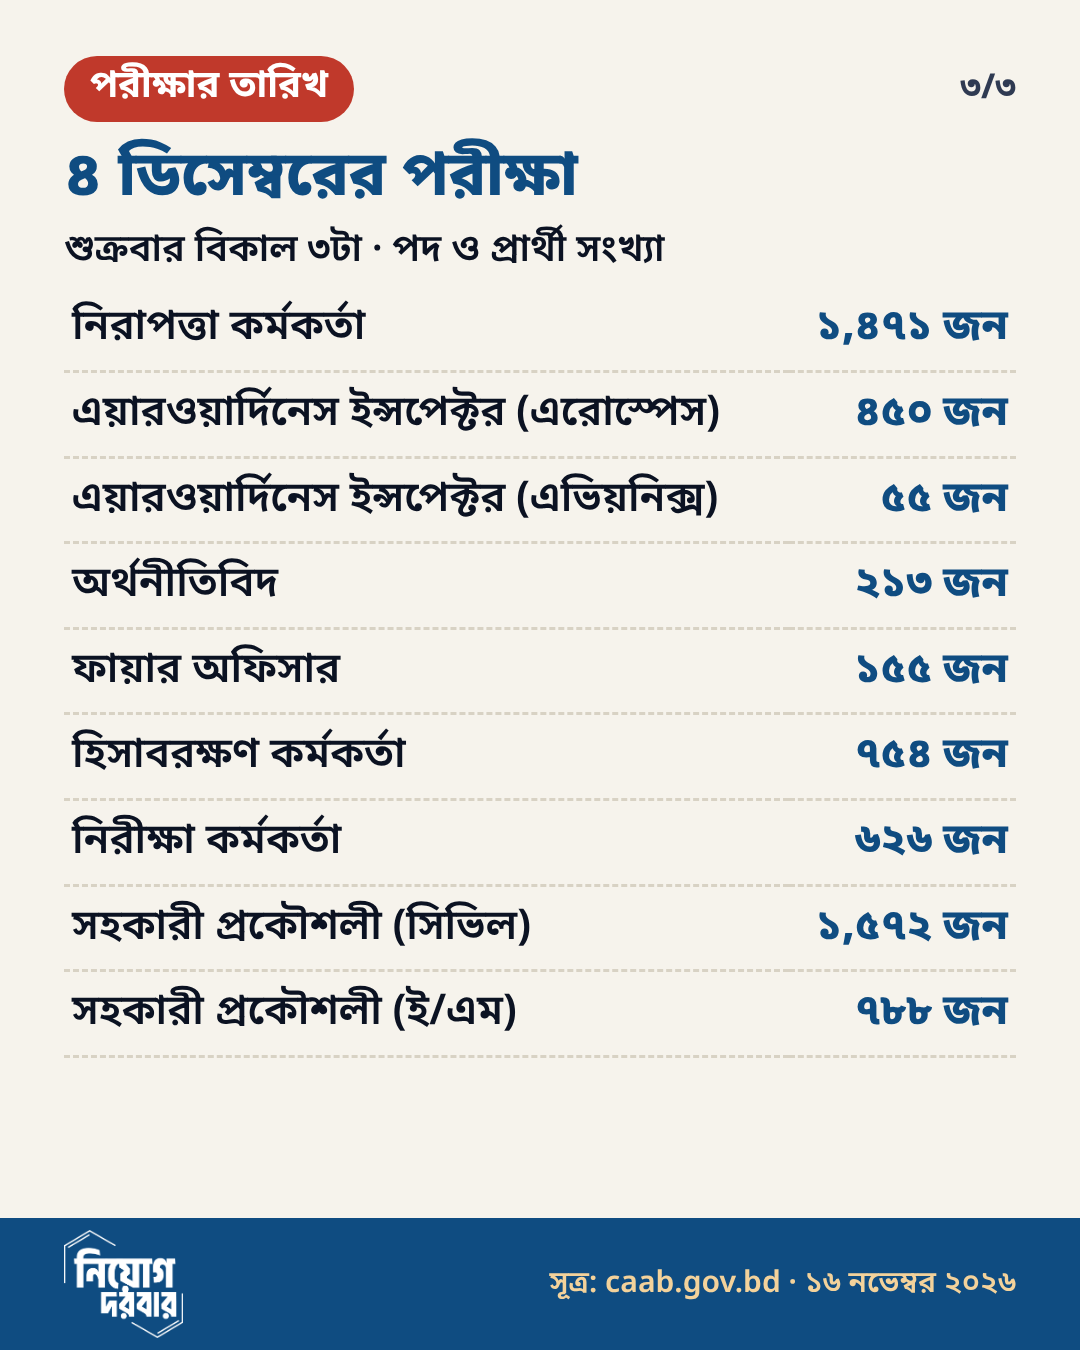 পরীক্ষার তারিখ
৩/৩
৪ ডিসেম্বরের পরীক্ষা
শুক্রবার বিকাল ৩টা · পদ ও প্রার্থী সংখ্যা
নিরাপত্তা কর্মকর্তা ১,৪৭১ জন
এয়ারওয়ার্দিনেস ইন্সপেক্টর (এরোস্পেস) ৪৫০ জন
এয়ারওয়ার্দিনেস ইন্সপেক্টর (এভিয়নিক্স) ৫৫ জন
অর্থনীতিবিদ ২১৩ জন
ফায়ার অফিসার ১৫৫ জন
হিসাবরক্ষণ কর্মকর্তা ৭৫৪ জন
নিরীক্ষা কর্মকর্তা ৬২৬ জন
সহকারী প্রকৌশলী (সিভিল) ১,৫৭২ জন
সহকারী প্রকৌশলী (ই/এম) ৭৮৮ জন
নিয়োগ
দরবার
সূত্র: caab.gov.bd · ১৬ নভেম্বর ২০২৬